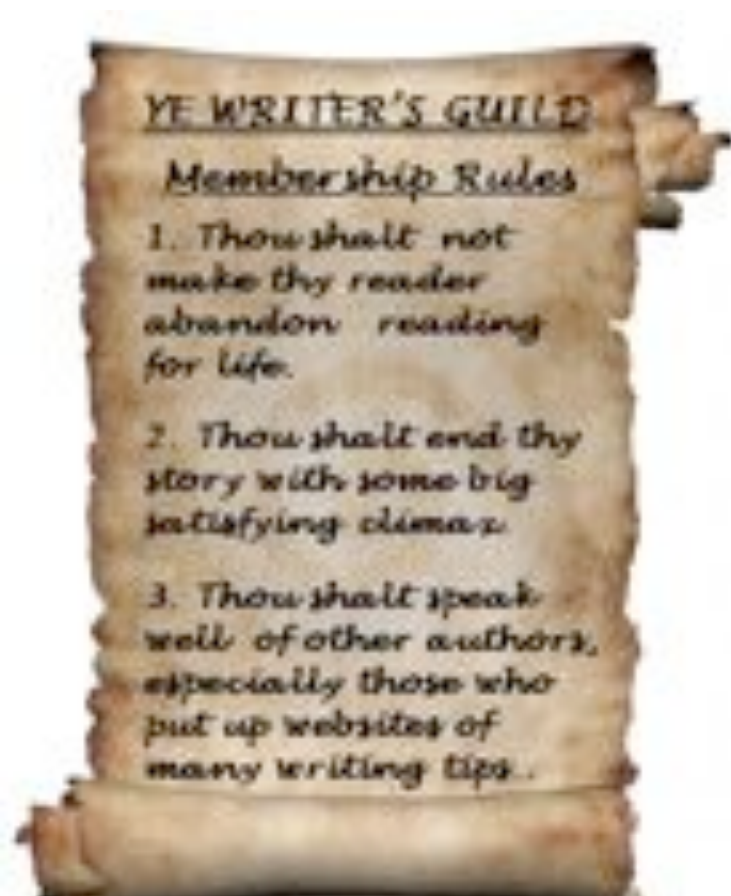 YE WRITER'S GUILD
Membership Rules
1. Thou shalt not
make thy reader
abandon reading
for life.
2. Thou shalt end thy
story with some big
satisfying climax.
3. Thou shalt speak
well of other authors,
especially those who
put up websites of
many writing tips.